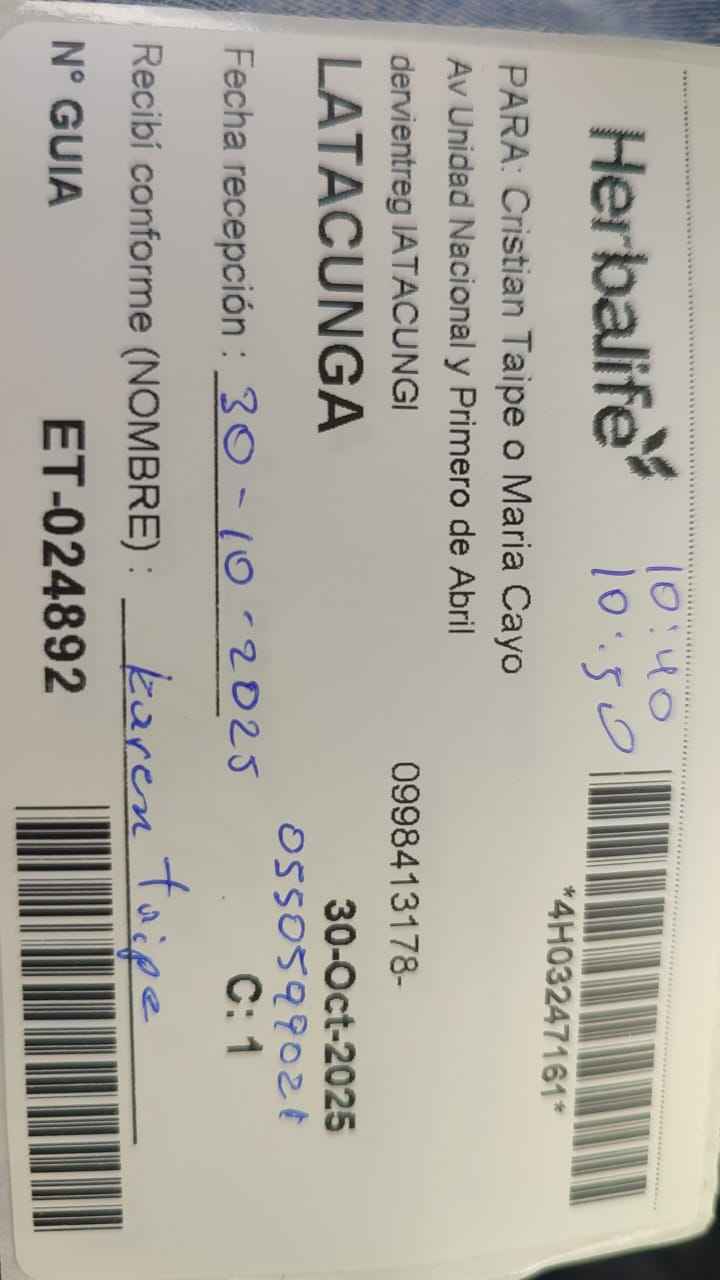 Herbalife
10:40
10:50
*4H03247161*
PARA: Cristian Taipe o Maria Cayo
Av Unidad Nacional y Primero de Abril
dervientreg IATACUNGI 0998413178-
LATACUNGA 30-Oct-2025
0550599021
Fecha recepción : 30-10-2025 C: 1
Recibí conforme (NOMBRE) : karen taipe
N° GUIA ET-024892